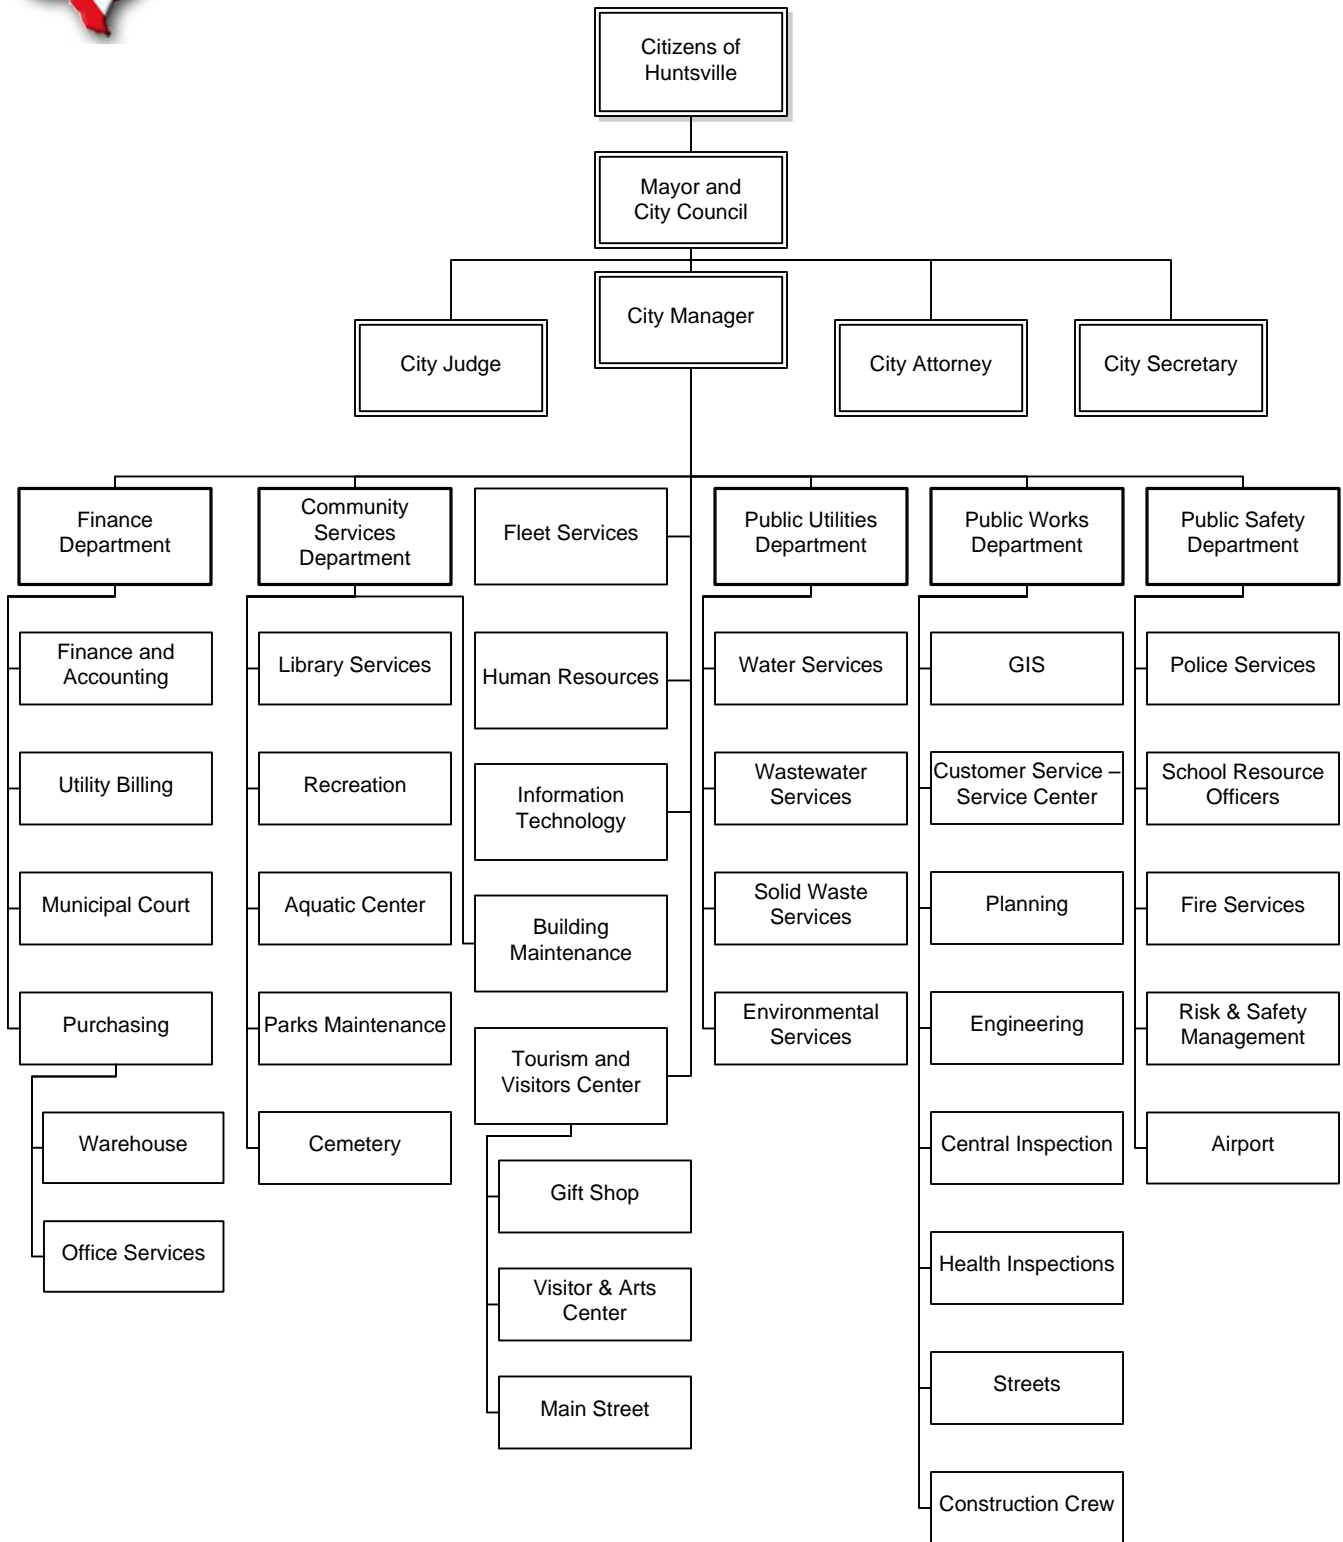 Citizens of
Huntsville
Mayor and
City Council
City Manager
City Judge
City Attorney
City Secretary
Finance
Department
Community
Services
Department
Fleet Services
Public Utilities
Department
Public Works
Department
Public Safety
Department
Finance and
Accounting
Utility Billing
Municipal Court
Purchasing
Warehouse
Office Services
Library Services
Recreation
Aquatic Center
Parks Maintenance
Cemetery
Human Resources
Information
Technology
Building
Maintenance
Tourism and
Visitors Center
Gift Shop
Visitor & Arts
Center
Main Street
Water Services
Wastewater
Services
Solid Waste
Services
Environmental
Services
GIS
Customer Service –
Service Center
Planning
Engineering
Central Inspection
Health Inspections
Streets
Construction Crew
Police Services
School Resource
Officers
Fire Services
Risk & Safety
Management
Airport